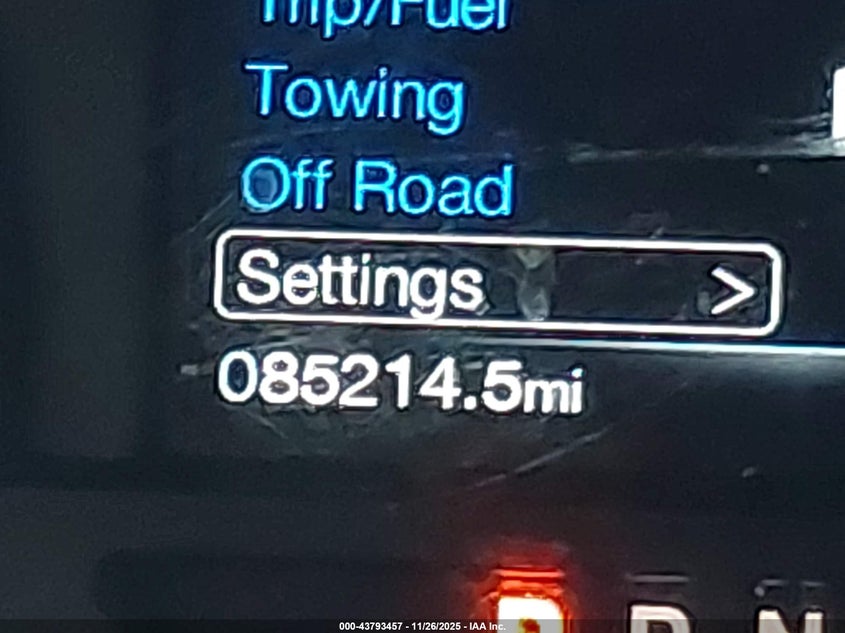 Trip/Fuel
Towing
Off Road
Settings >
085214.5mi
R N
000-43793457 - 11/26/2025 - IAA Inc.